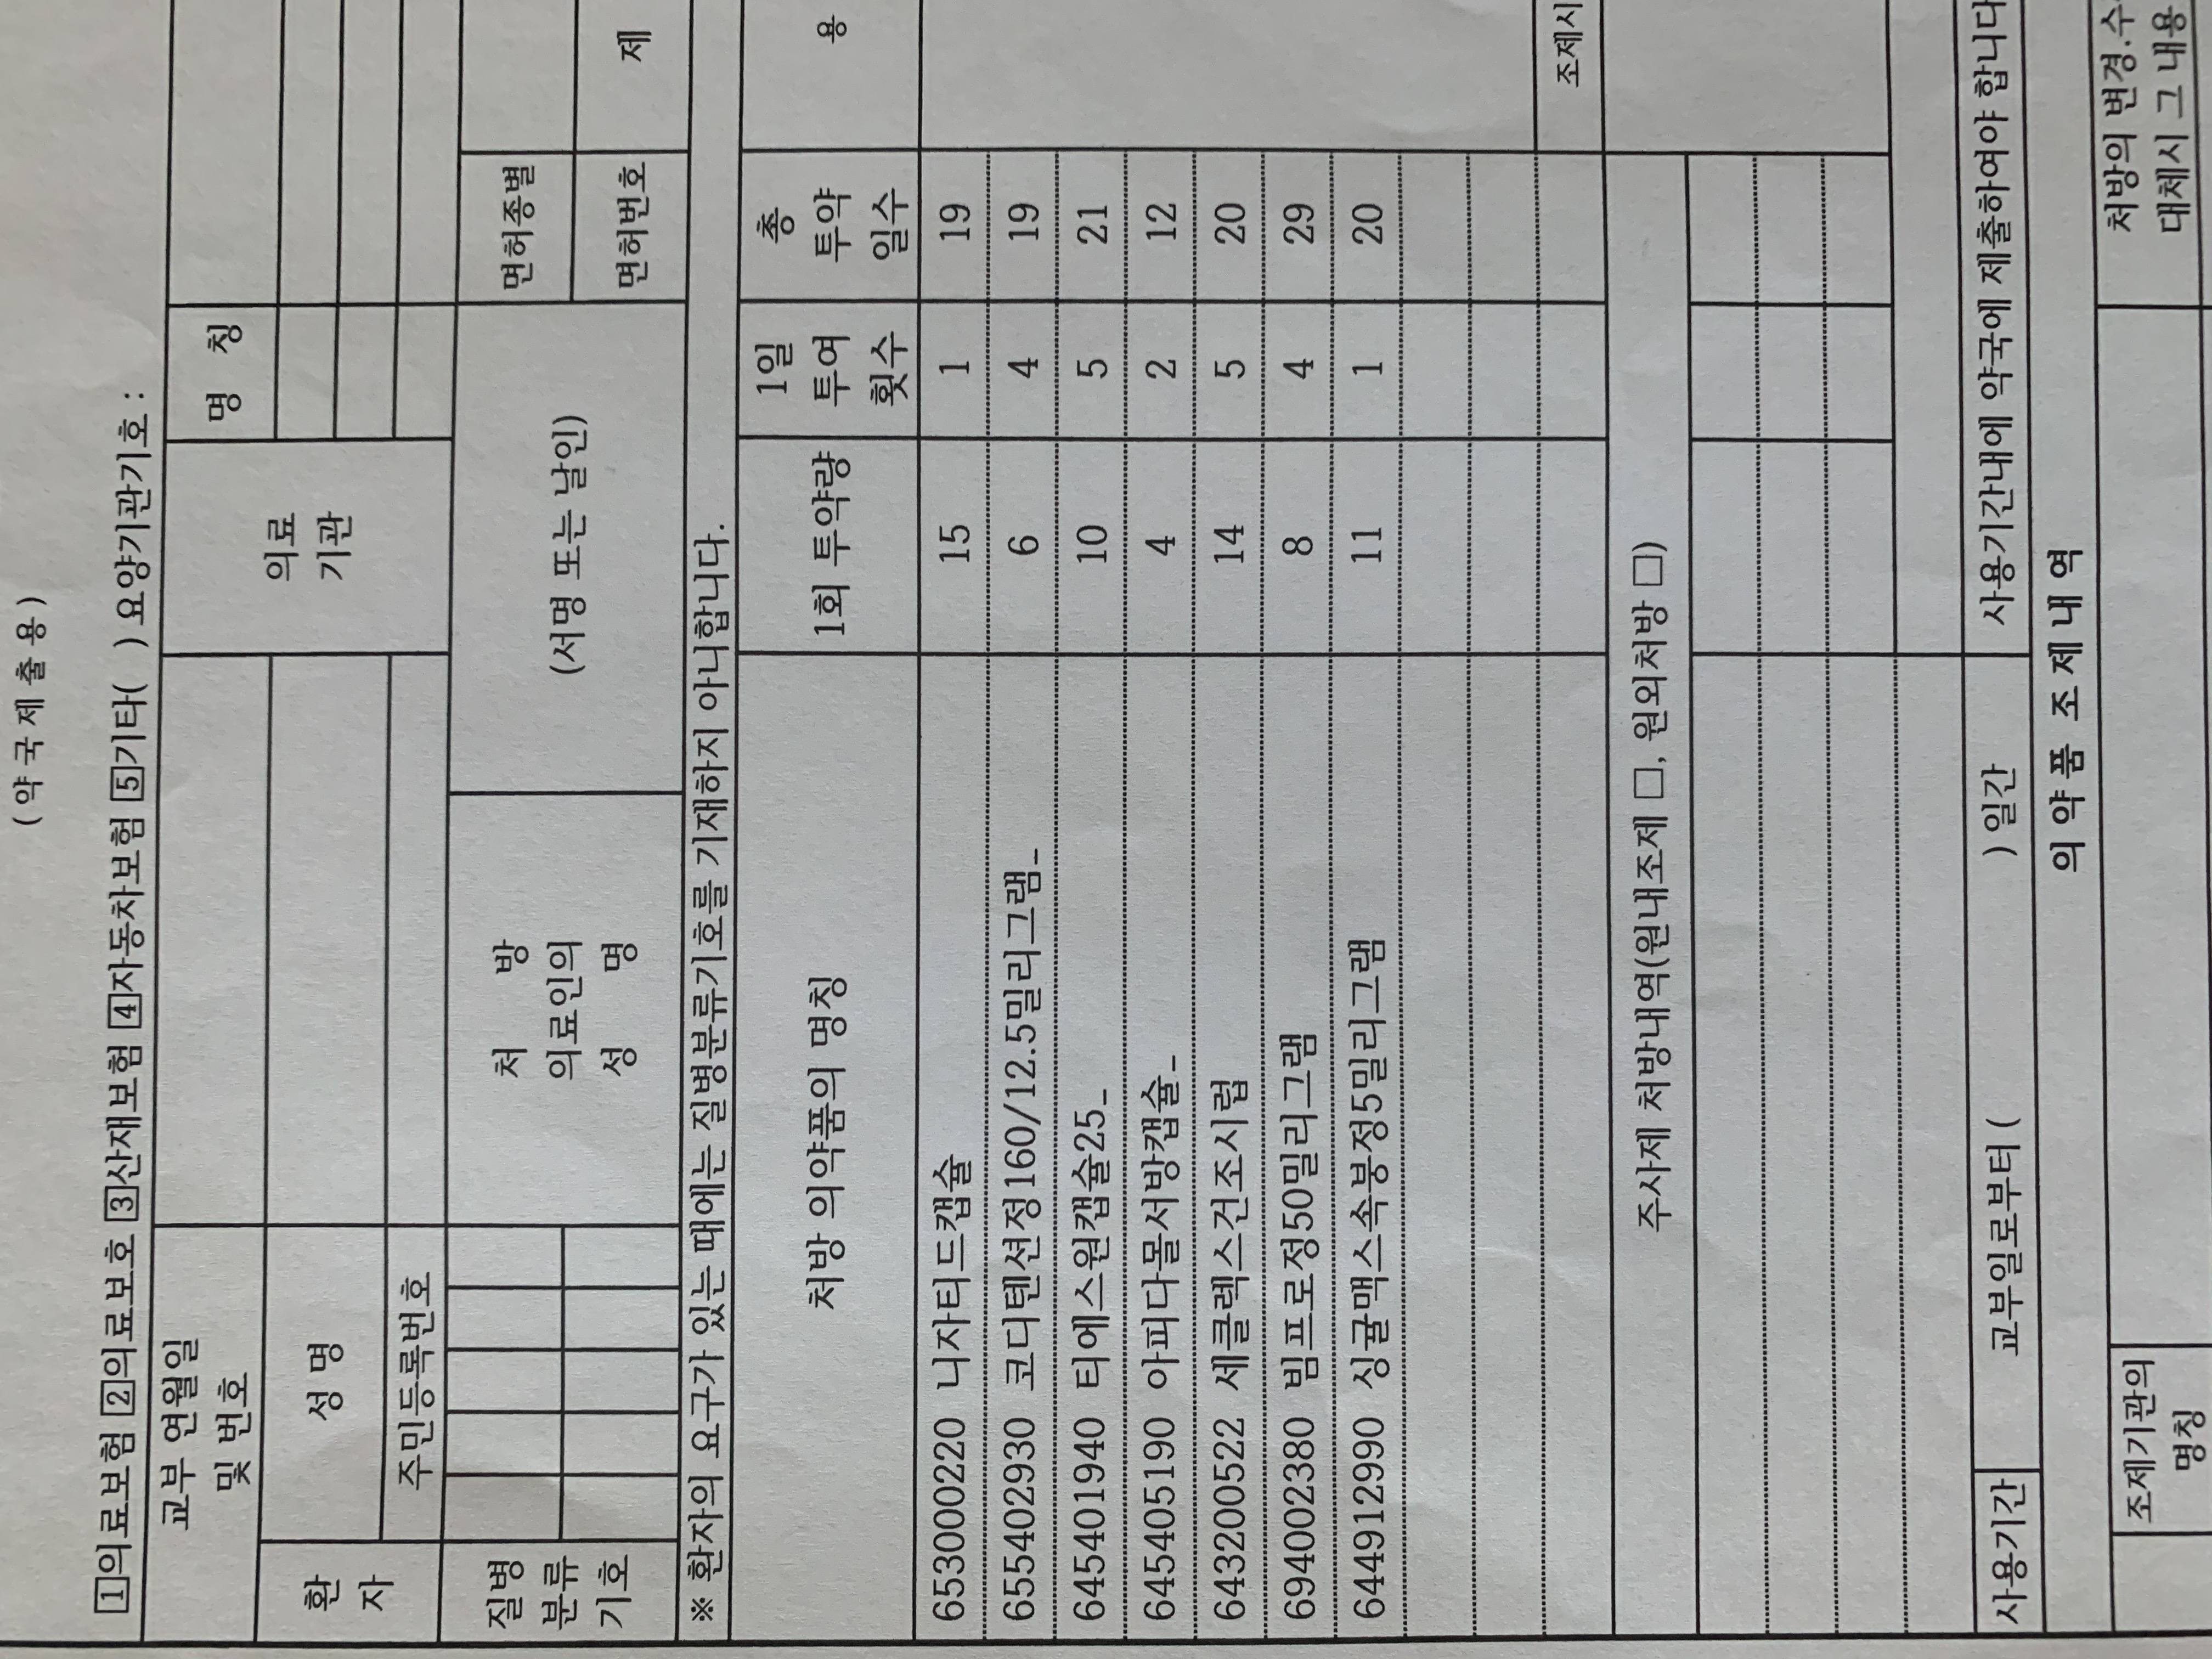 (약국제출용)
1의료보험 2의료보호 3산재보험 4자동차보험 5기타( ) 요양기관기호 :
교부 연월일
및 번호
의료
기관
명 칭
환
자
성 명
주민등록번호
질병
분류
기호
처 방
의료인의
성 명
(서명 또는 날인)
면허종별
면허번호
제
※ 환자의 요구가 있는 때에는 질병분류기호를 기재하지 아니합니다.
처방 의약품의 명칭
1회 투약량
1일
투여
횟수
총
투약
일수
용
653000220 니자티드캡슐 15 1 19
655402930 코디텐션정160/12.5밀리그램_ 6 4 19
645401940 티에스원캡슐25_ 10 5 21
645405190 아피다몰서방캡슐_ 4 2 12
643200522 세클렉스건조시럽 14 5 20
694002380 빔프로정50밀리그램 8 4 29
644912990 싱귤맥스속붕정5밀리그램 11 1 20
조제시
주사제 처방내역(원내조제 □, 원외처방 □)
사용기간 교부일로부터 ( ) 일간 사용기간내에 약국에 제출하여야 합니다
의약품 조제내역
조제기관의
명칭
처방의 변경.수
대체시 그 내용